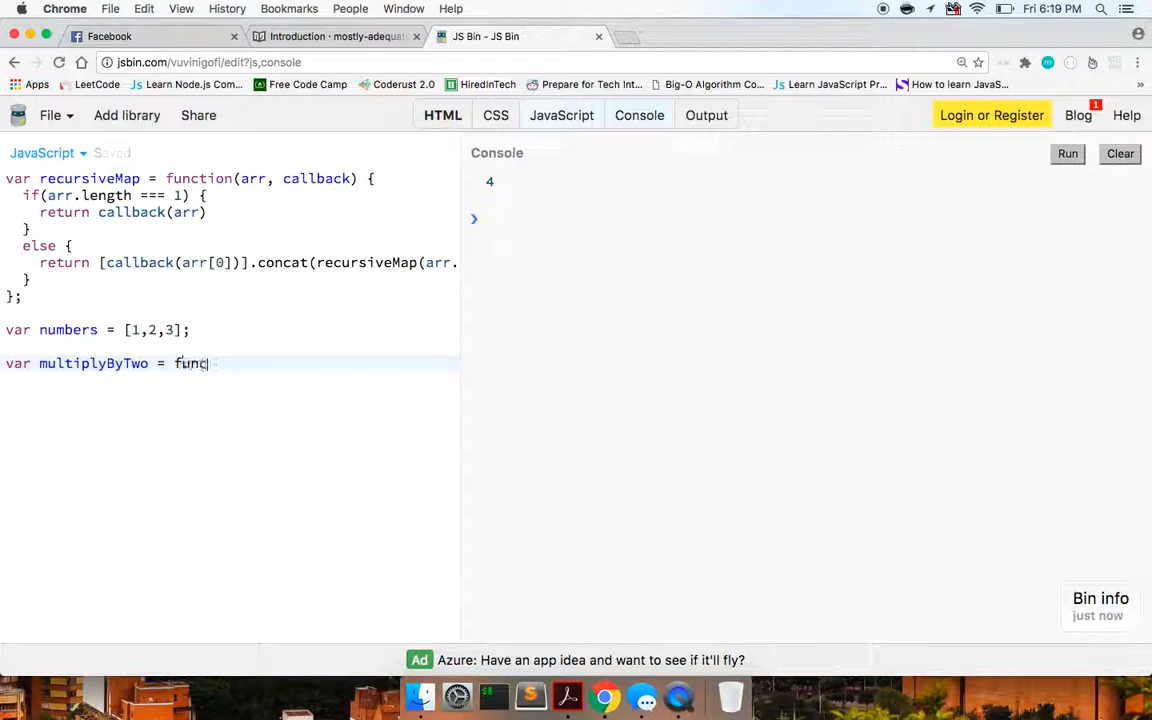 Chrome File Edit View History Bookmarks People Window Help Fri 6:19 PM
Facebook Introduction · mostly-adequat JS Bin - JS Bin
jsbin.com/vuvinigofi/edit?js,console
Apps LeetCode Learn Node.js Com... Free Code Camp Coderust 2.0 HiredInTech Prepare for Tech Int... Big-O Algorithm Co... Learn JavaScript Pr... How to learn JavaS... »
File Add library Share HTML CSS JavaScript Console Output Login or Register Blog 1 Help
JavaScript Saved
Console Run Clear
var recursiveMap = function(arr, callback) {
if(arr.length === 1) {
return callback(arr)
}
else {
return [callback(arr[0])].concat(recursiveMap(arr.
}
};
var numbers = [1,2,3];
var multiplyByTwo = func
4
Bin info
just now
Ad Azure: Have an app idea and want to see if it'll fly?